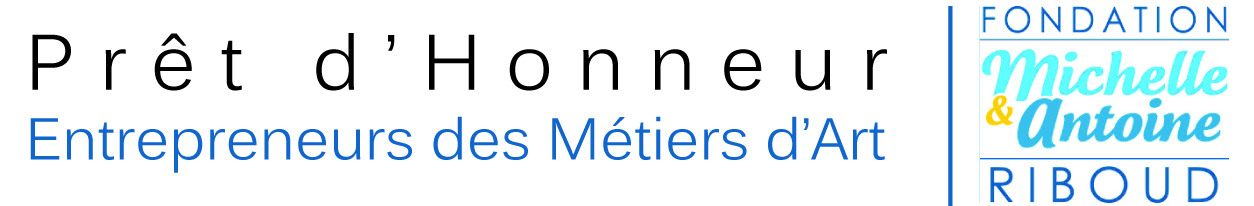 Prêt d’Honneur
Entrepreneurs des Métiers d’Art
FONDATION
Michelle
& Antoine
RIBOUD